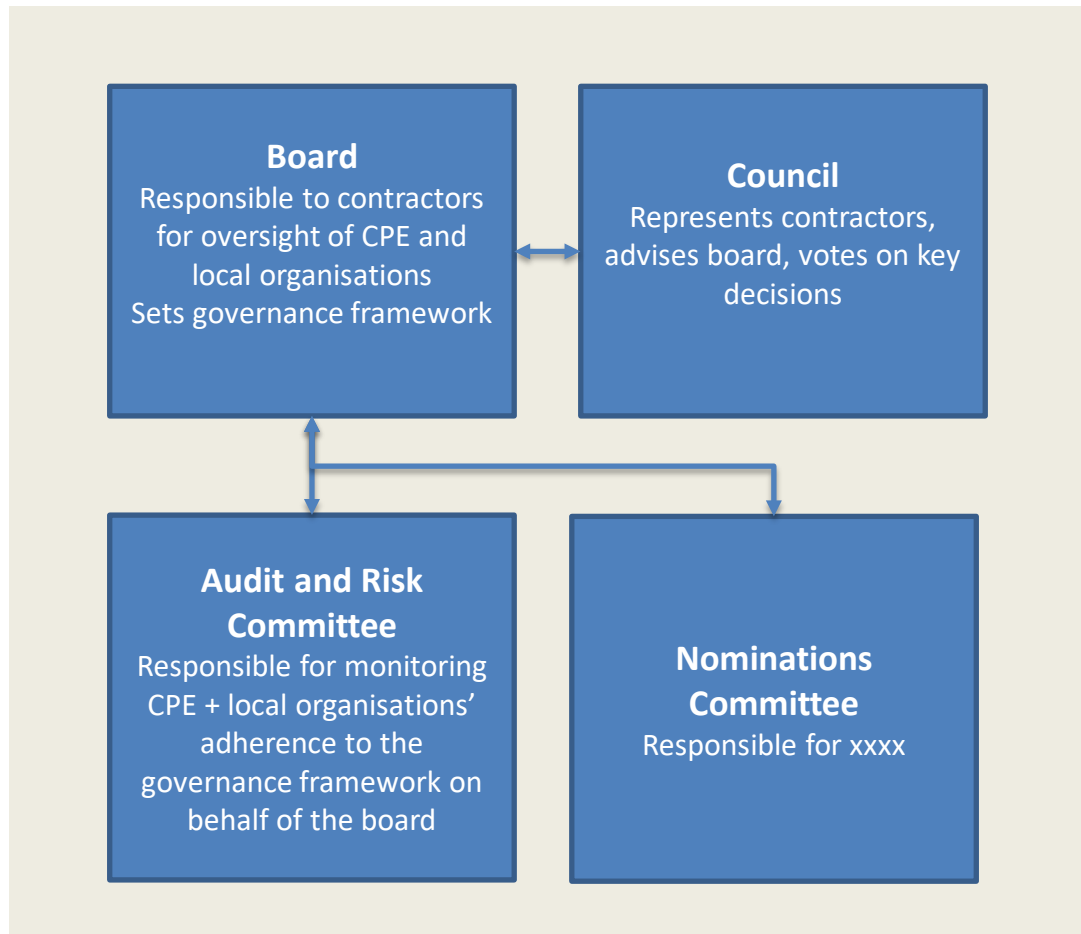 Board
Responsible to contractors
for oversight of CPE and
local organisations
Sets governance framework
Council
Represents contractors,
advises board, votes on key
decisions
Audit and Risk
Committee
Responsible for monitoring
CPE + local organisations’
adherence to the
governance framework on
behalf of the board
Nominations
Committee
Responsible for xxxx